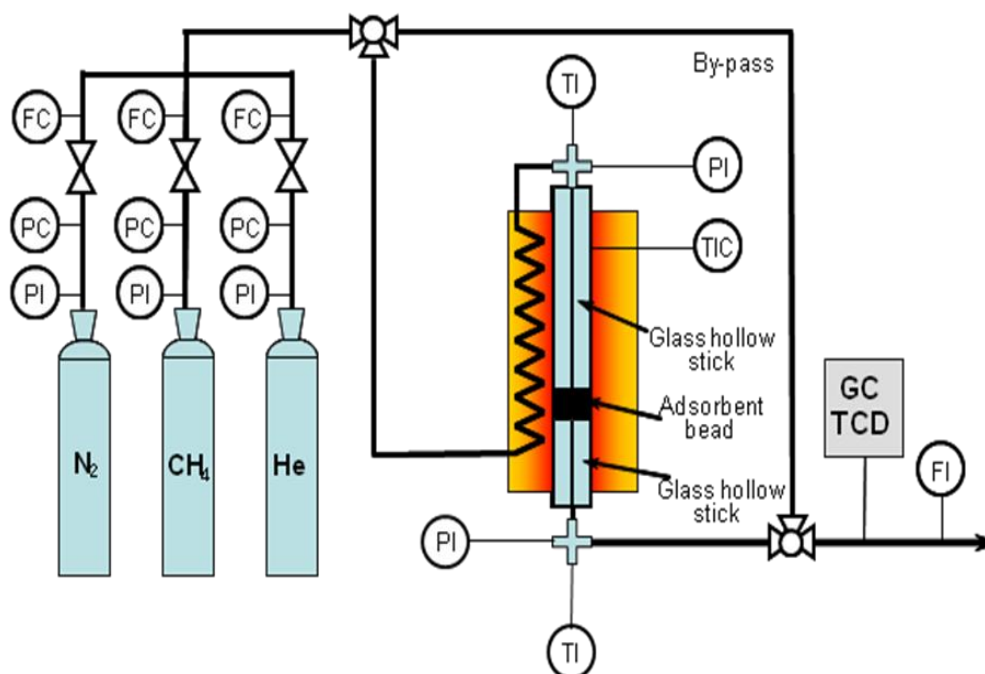 By-pass
TI
FC
FC
FC
PI
PC
PC
PC
TIC
PI
PI
PI
Glass hollow
stick
GC
TCD
Adsorbent
bead
N₂
CH₄
He
FI
Glass hollow
stick
PI
TI